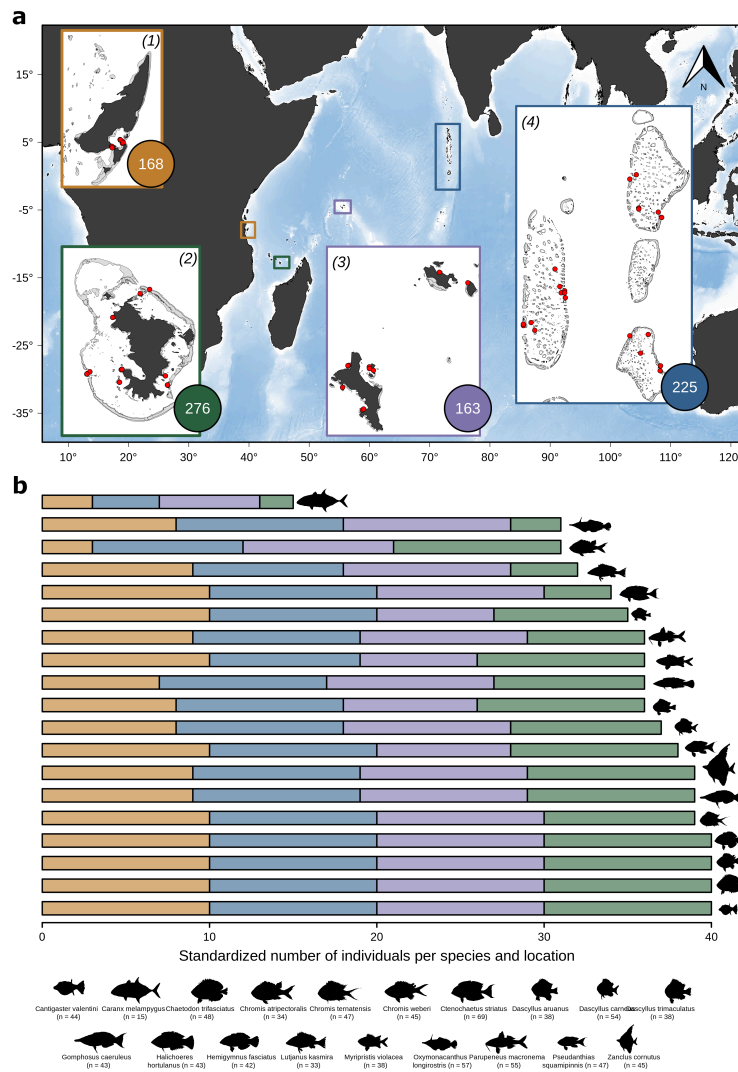 a
15°
5°
-5°
-15°
-25°
-35°
(1)
168
(2)
276
(3)
163
(4)
225
N
10°
20°
30°
40°
50°
60°
70°
80°
90°
100°
110°
120
b
0
10
20
30
40
Standardized number of individuals per species and location
Cantigaster valentini
(n = 44)
Caranx melampygus
(n = 15)
Chaetodon trifasciatus
(n = 48)
Chromis atripectoralis
(n = 34)
Chromis ternatensis
(n = 47)
Chromis weberi
(n = 45)
Ctenochaetus striatus
(n = 69)
Dascyllus aruanus
(n = 38)
Dascyllus carneus
(n = 54)
Dascyllus trimaculatus
(n = 38)
Gomphosus caeruleus
(n = 43)
Halichoeres
hortulanus (n = 43)
Hemigymnus fasciatus
(n = 42)
Lutjanus kasmira
(n = 33)
Myripristis violacea
(n = 38)
Oxymonacanthus
longirostris (n = 57)
Parupeneus macronema
(n = 55)
Pseudanthias
squamipinnis (n = 47)
Zanclus cornutus
(n = 45)